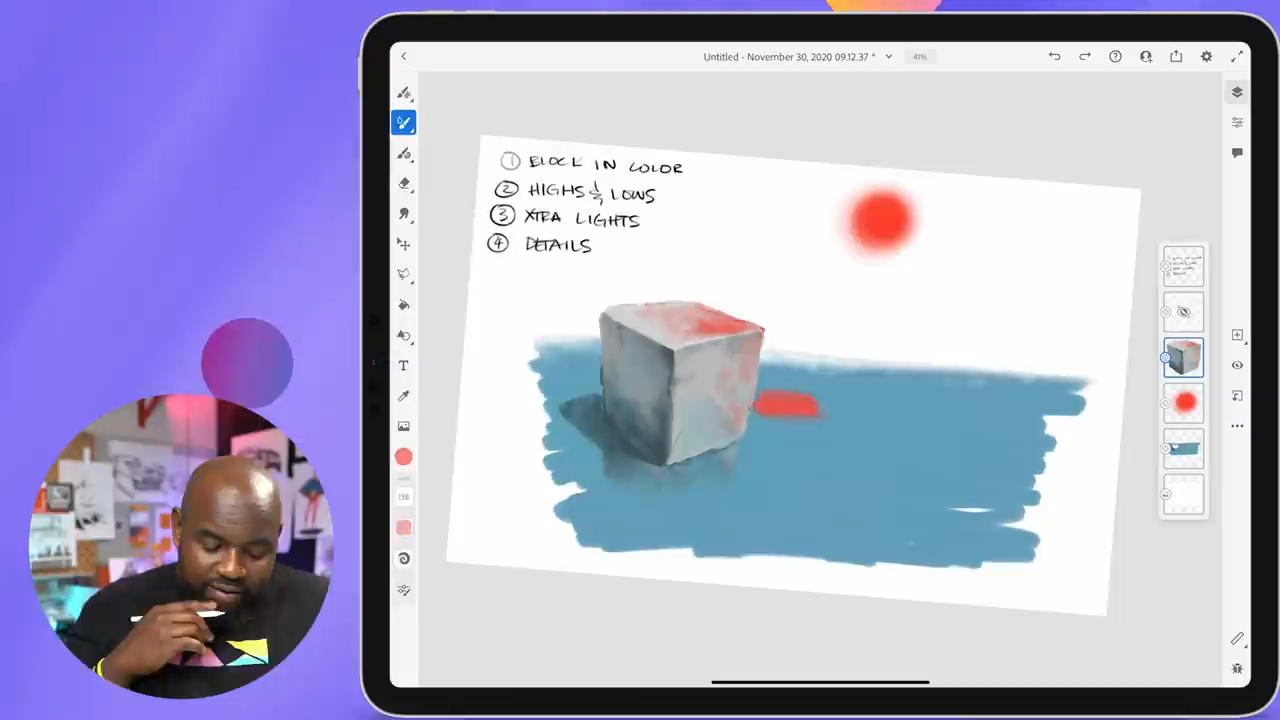 Untitled - November 30, 2020 09.12.37 *
41%
1 BLOCK IN COLOR
2 HIGHS & LOWS
3 XTRA LIGHTS
4 DETAILS
T
138